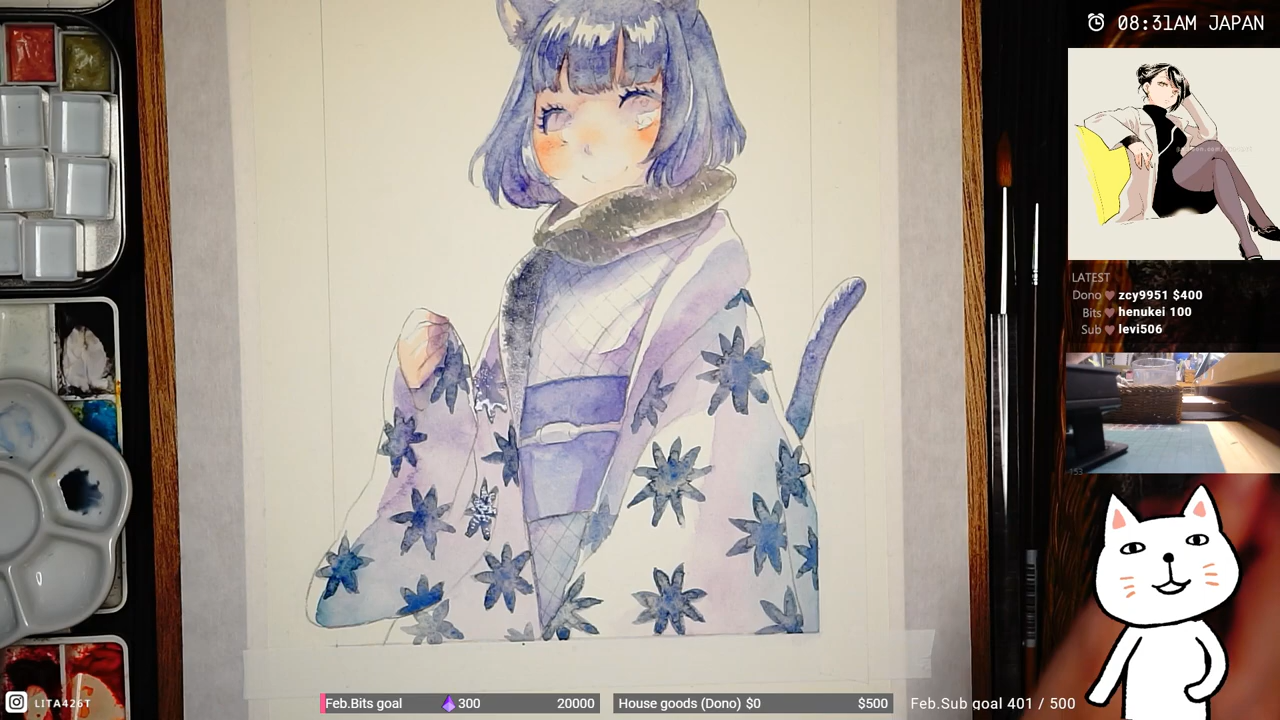 08:31AM JAPAN
LATEST
Dono ♥ zcy9951 $400
Bits ♥ henukei 100
Sub ♥ levi506
153
LITA426T
Feb.Bits goal 300 20000
House goods (Dono) $0 $500
Feb.Sub goal 401 / 500